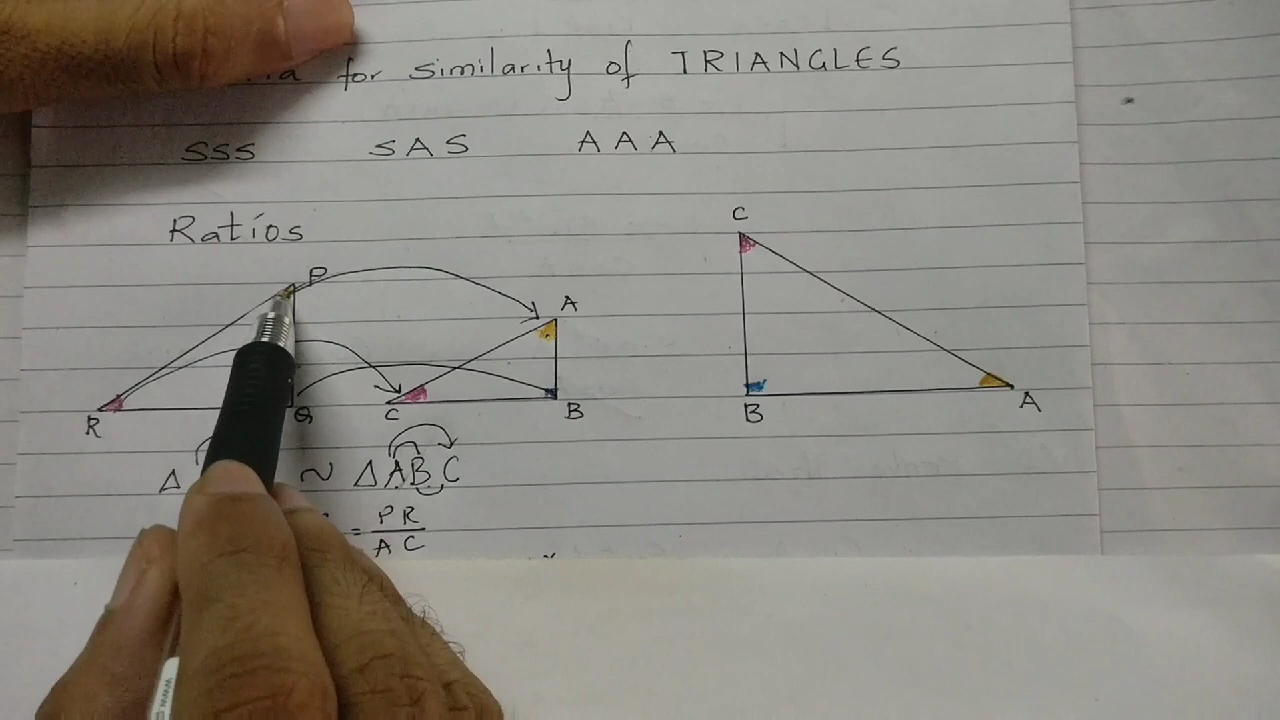 for similarity of TRIANGLES
SSS SAS AAA
Ratios
C
P
A
R Q C B
B A
Δ ~ ΔABC
= PR
AC